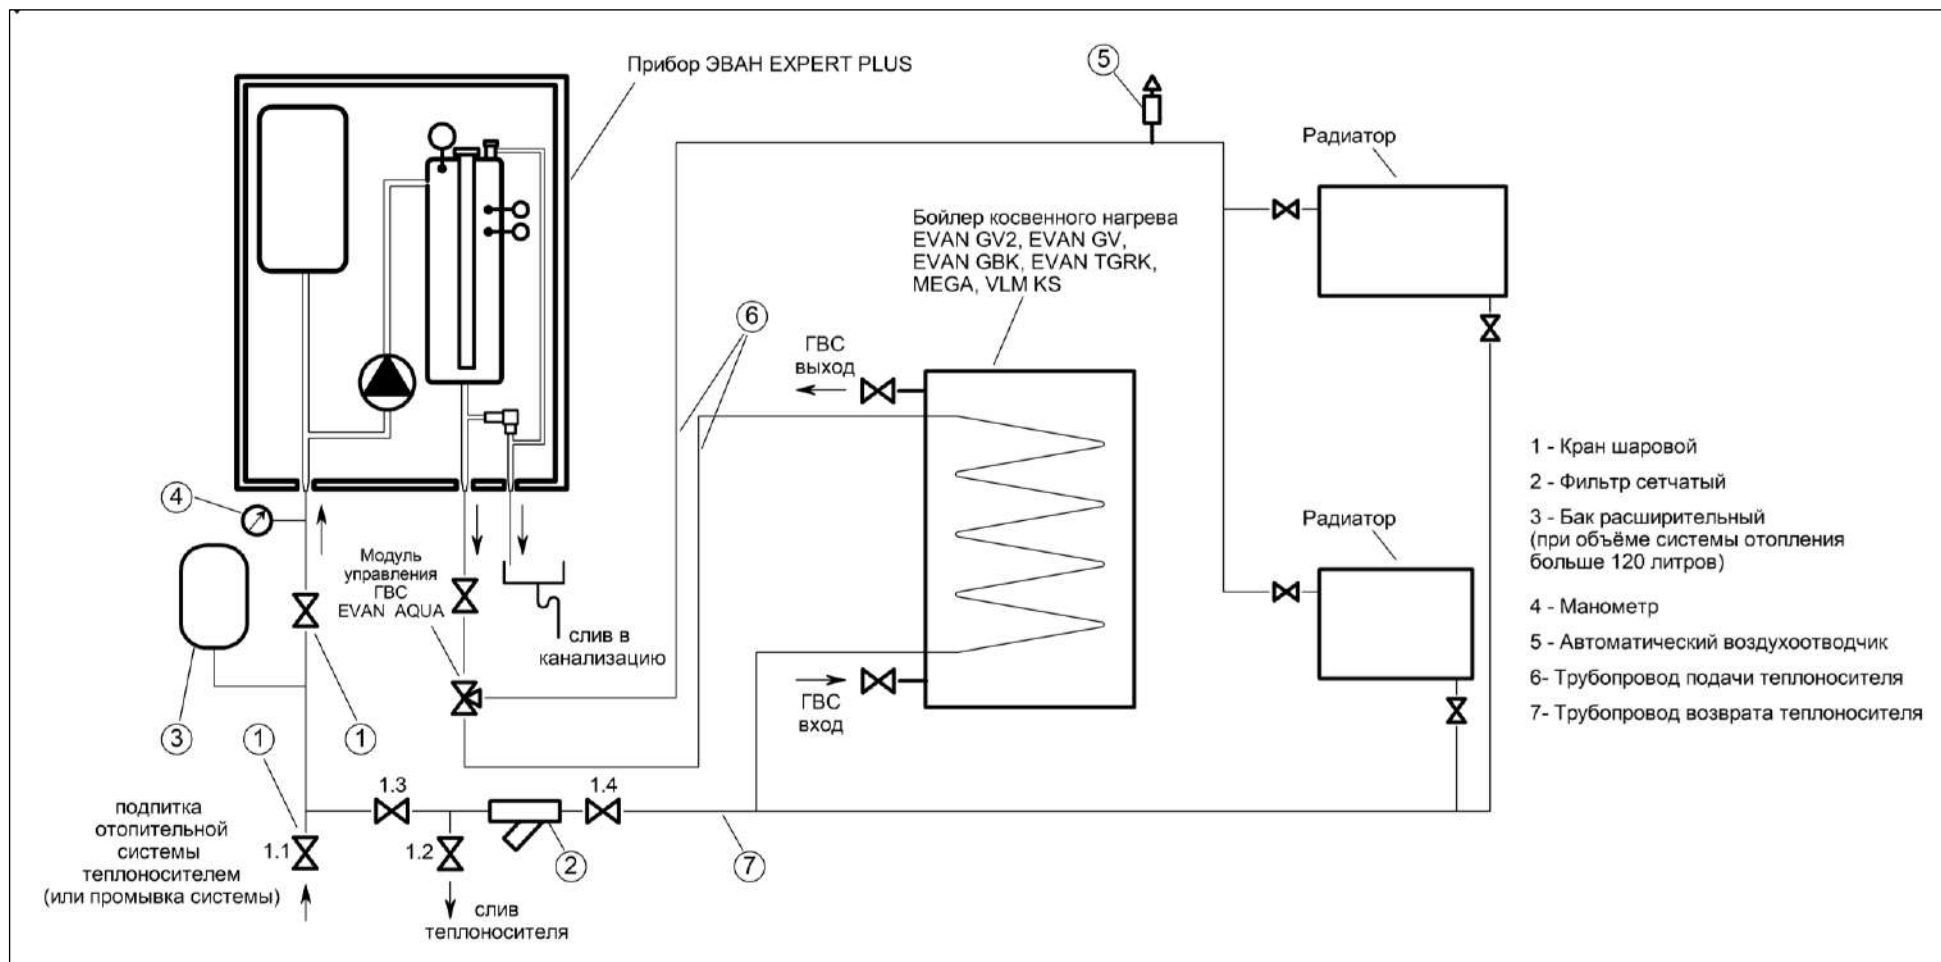 Прибор ЭВАН EXPERT PLUS
5
Радиатор
Бойлер косвенного нагрева
EVAN GV2, EVAN GV,
EVAN GBK, EVAN TGRK,
MEGA, VLM KS
6
ГВС
выход
4
Модуль
управления
ГВС
EVAN AQUA
слив в
канализацию
ГВС
вход
Радиатор
1 - Кран шаровой
2 - Фильтр сетчатый
3 - Бак расширительный
(при объёме системы отопления
больше 120 литров)
4 - Манометр
5 - Автоматический воздухоотводчик
6- Трубопровод подачи теплоносителя
7- Трубопровод возврата теплоносителя
3
1
1
1.3
1.4
подпитка
отопительной
системы
теплоносителем
(или промывка системы)
1.1
1.2
2
7
слив
теплоносителя